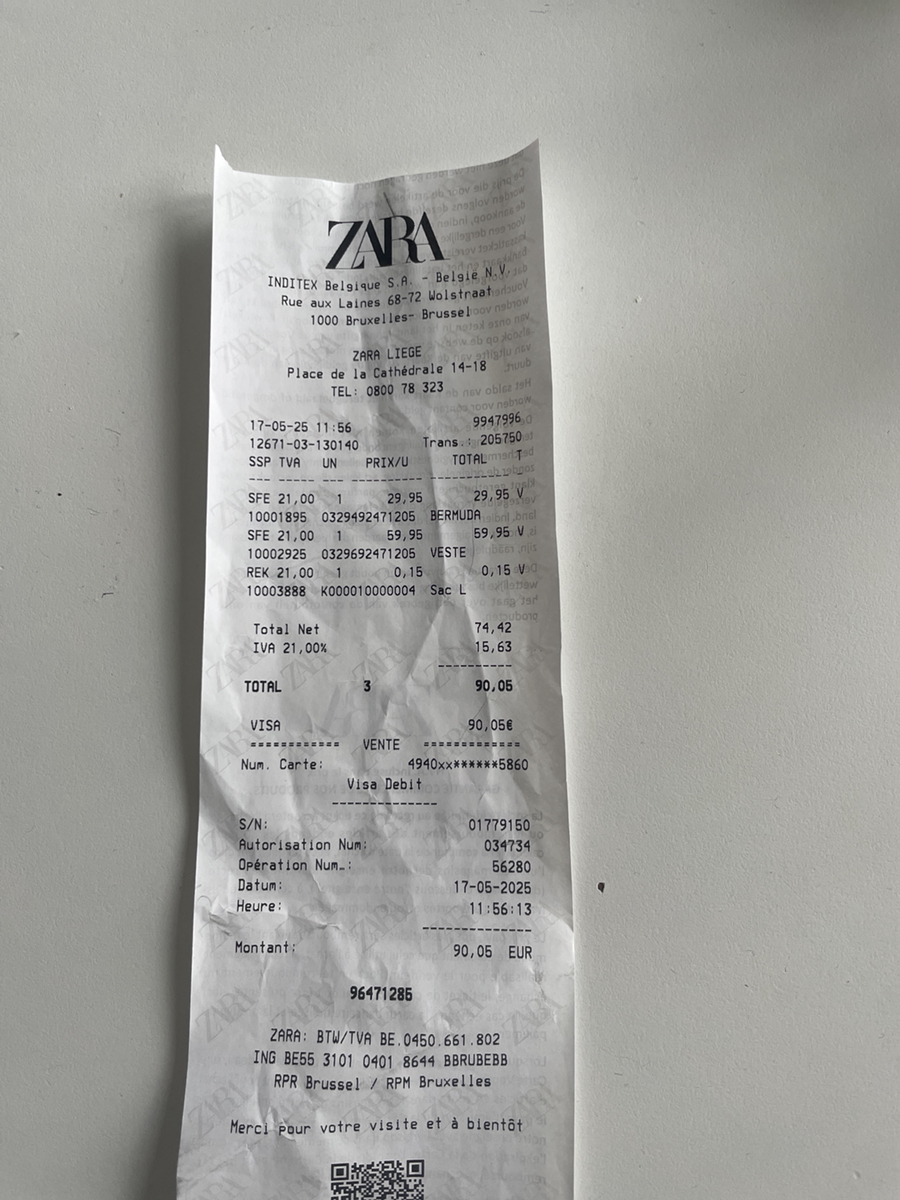 ZARA
INDITEX Belgique S.A. - België N.V.
Rue aux Laines 68-72 Wolstraat
1000 Bruxelles- Brussel
ZARA LIEGE
Place de la Cathédrale 14-18
TEL: 0800 78 323
17-05-25 11:56 9947996
12671-03-130140 Trans.: 205750
SSP TVA UN PRIX/U TOTAL T
--- ----- --- ---------- -------------- -
SFE 21,00 1 29,95 29,95 V
10001895 0329492471205 BERMUDA
SFE 21,00 1 59,95 59,95 V
10002925 0329692471205 VESTE
REK 21,00 1 0,15 0,15 V
10003888 K000010000004 Sac L
Total Net 74,42
IVA 21,00% 15,63
----------
TOTAL 3 90,05
VISA 90,05€
============ VENTE =============
Num. Carte: 4940xx******5860
Visa Debit
--------------
S/N: 01779150
Autorisation Num: 034734
Opération Num.: 56280
Datum: 17-05-2025
Heure: 11:56:13
--------------
Montant: 90,05 EUR
96471285
ZARA: BTW/TVA BE.0450.661.802
ING BE55 3101 0401 8644 BBRUBEBB
RPR Brussel / RPM Bruxelles
Merci pour votre visite et à bientôt